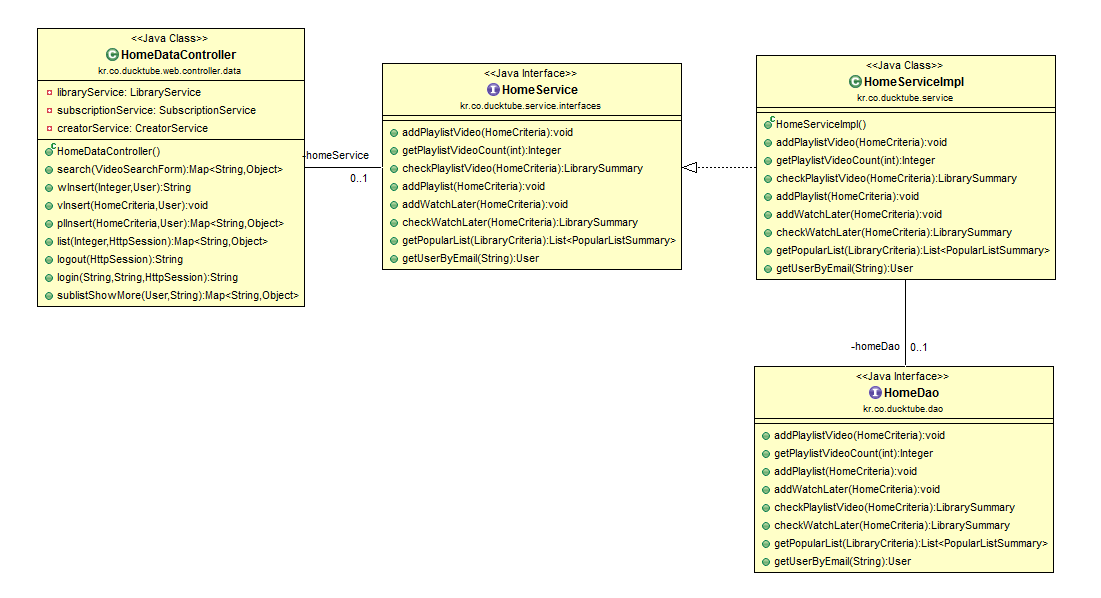 <<Java Class>>
HomeDataController
kr.co.ducktube.web.controller.data
libraryService: LibraryService
subscriptionService: SubscriptionService
creatorService: CreatorService
HomeDataController()
search(VideoSearchForm):Map<String,Object>
wInsert(Integer,User):String
vInsert(HomeCriteria,User):void
plInsert(HomeCriteria,User):Map<String,Object>
list(Integer,HttpSession):Map<String,Object>
logout(HttpSession):String
login(String,String,HttpSession):String
sublistShowMore(User,String):Map<String,Object>
-homeService
0..1
<<Java Interface>>
HomeService
kr.co.ducktube.service.interfaces
addPlaylistVideo(HomeCriteria):void
getPlaylistVideoCount(int):Integer
checkPlaylistVideo(HomeCriteria):LibrarySummary
addPlaylist(HomeCriteria):void
addWatchLater(HomeCriteria):void
checkWatchLater(HomeCriteria):LibrarySummary
getPopularList(LibraryCriteria):List<PopularListSummary>
getUserByEmail(String):User
<<Java Class>>
HomeServiceImpl
kr.co.ducktube.service
HomeServiceImpl()
addPlaylistVideo(HomeCriteria):void
getPlaylistVideoCount(int):Integer
checkPlaylistVideo(HomeCriteria):LibrarySummary
addPlaylist(HomeCriteria):void
addWatchLater(HomeCriteria):void
checkWatchLater(HomeCriteria):LibrarySummary
getPopularList(LibraryCriteria):List<PopularListSummary>
getUserByEmail(String):User
-homeDao
0..1
<<Java Interface>>
HomeDao
kr.co.ducktube.dao
addPlaylistVideo(HomeCriteria):void
getPlaylistVideoCount(int):Integer
addPlaylist(HomeCriteria):void
addWatchLater(HomeCriteria):void
checkPlaylistVideo(HomeCriteria):LibrarySummary
checkWatchLater(HomeCriteria):LibrarySummary
getPopularList(LibraryCriteria):List<PopularListSummary>
getUserByEmail(String):User